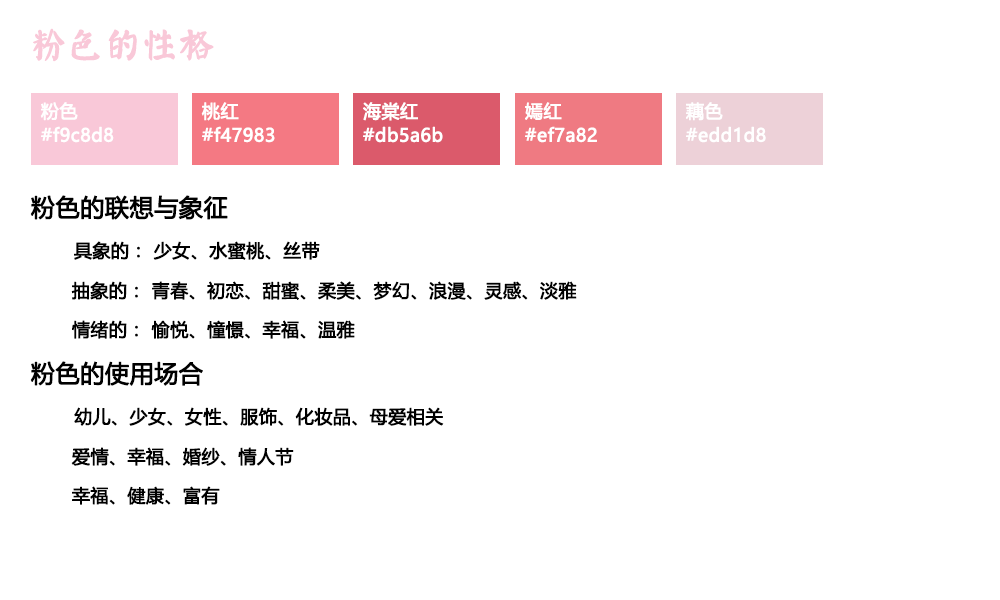 粉色的性格
粉色
#f9c8d8
桃红
#f47983
海棠红
#db5a6b
嫣红
#ef7a82
藕色
#edd1d8
粉色的联想与象征
具象的：少女、水蜜桃、丝带
抽象的：青春、初恋、甜蜜、柔美、梦幻、浪漫、灵感、淡雅
情绪的：愉悦、憧憬、幸福、温雅
粉色的使用场合
幼儿、少女、女性、服饰、化妆品、母爱相关
爱情、幸福、婚纱、情人节
幸福、健康、富有